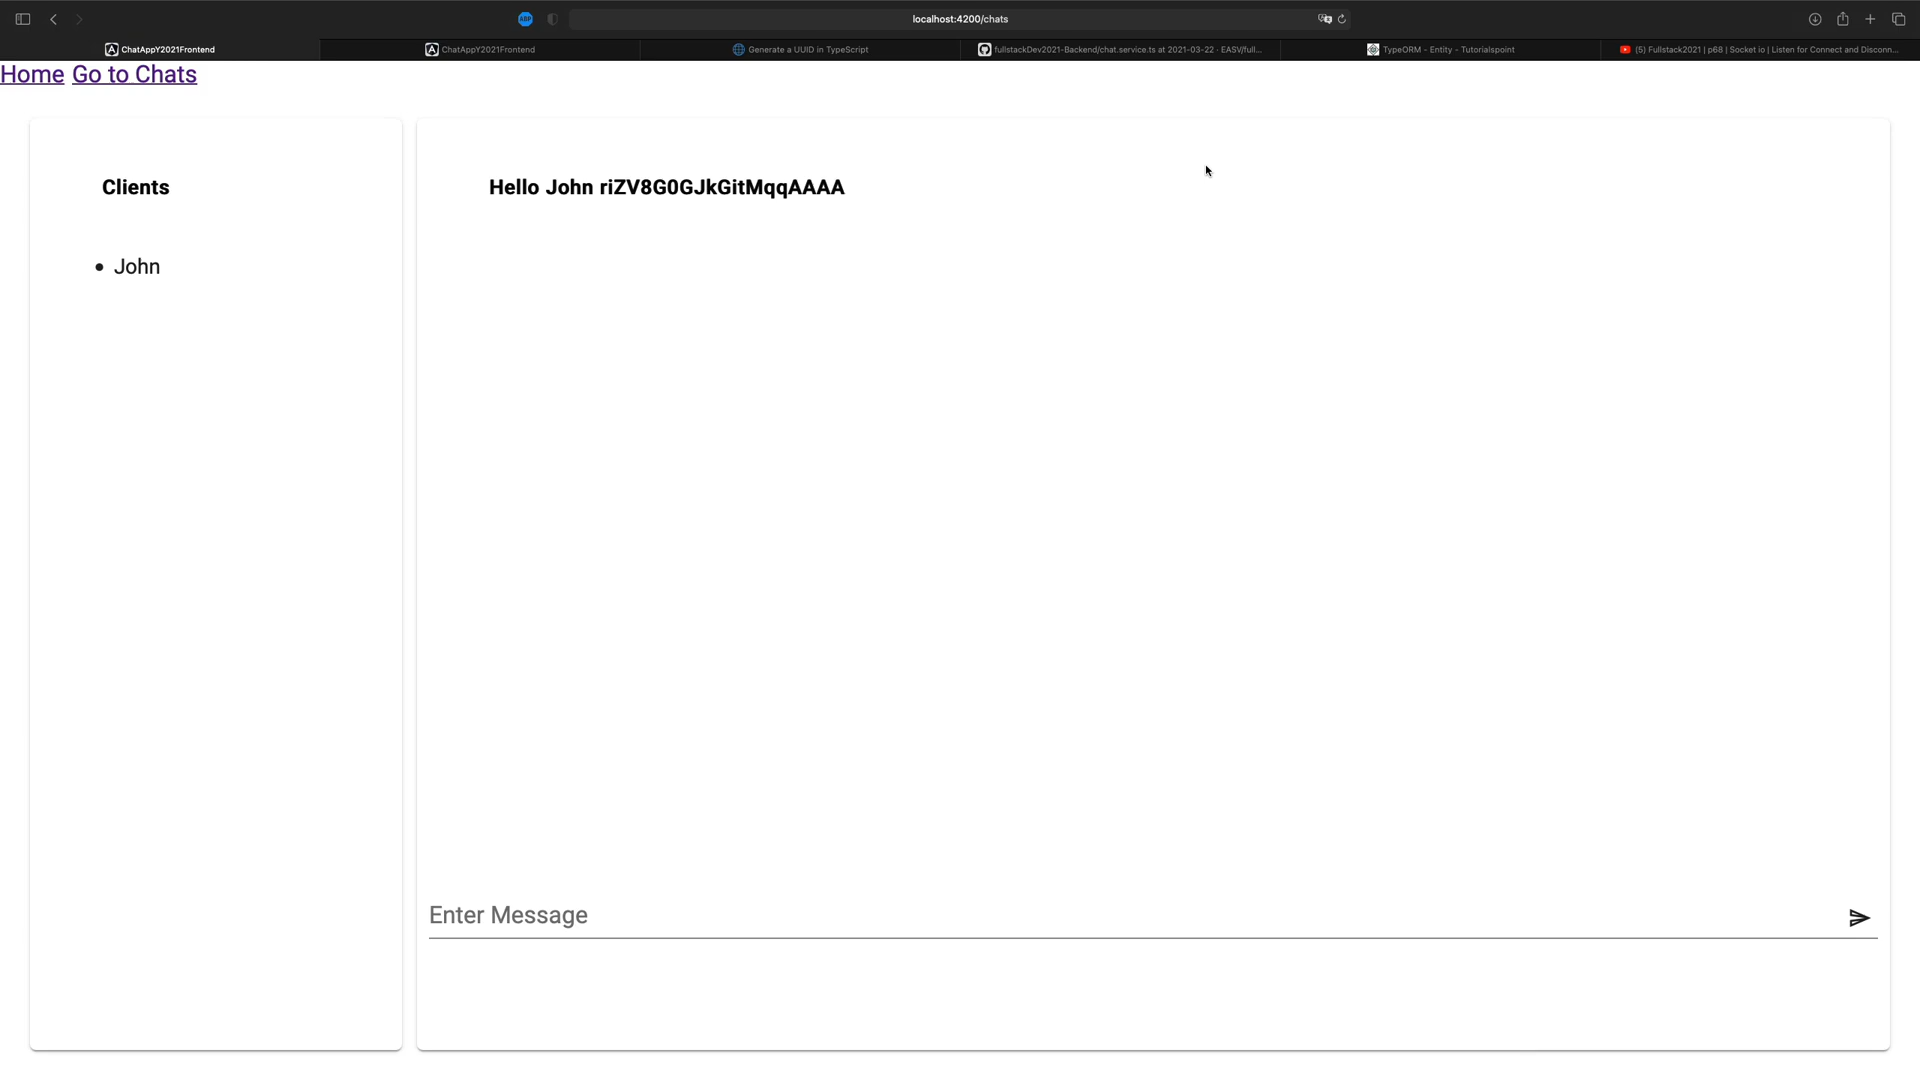 ABP
localhost:4200/chats
ChatAppY2021Frontend
ChatAppY2021Frontend
Generate a UUID in TypeScript
fullstackDev2021-Backend/chat.service.ts at 2021-03-22 · EASV/full...
TypeORM - Entity - Tutorialspoint
(5) Fullstack2021 | p68 | Socket io | Listen for Connect and Disconn...
Home Go to Chats
Clients
Hello John riZV8G0GJkGitMqqAAAA
• John
Enter Message